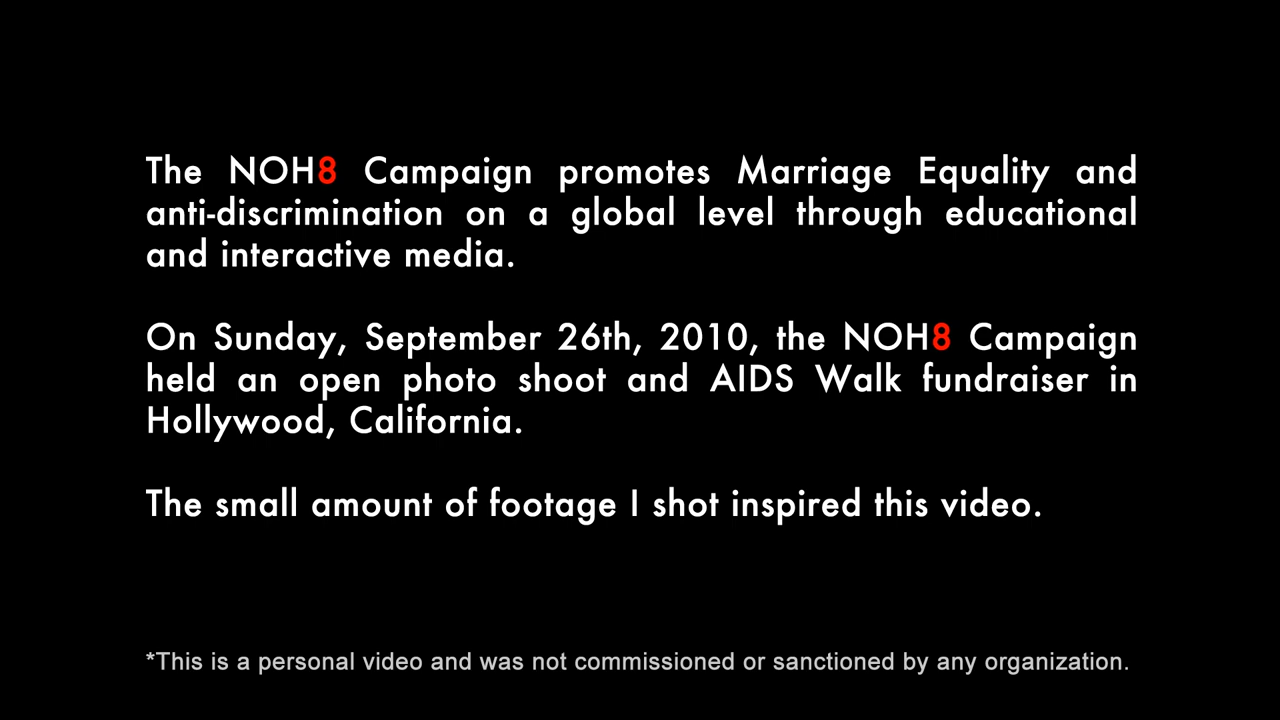 The NOH8 Campaign promotes Marriage Equality and
anti-discrimination on a global level through educational
and interactive media.
On Sunday, September 26th, 2010, the NOH8 Campaign
held an open photo shoot and AIDS Walk fundraiser in
Hollywood, California.
The small amount of footage I shot inspired this video.
*This is a personal video and was not commissioned or sanctioned by any organization.